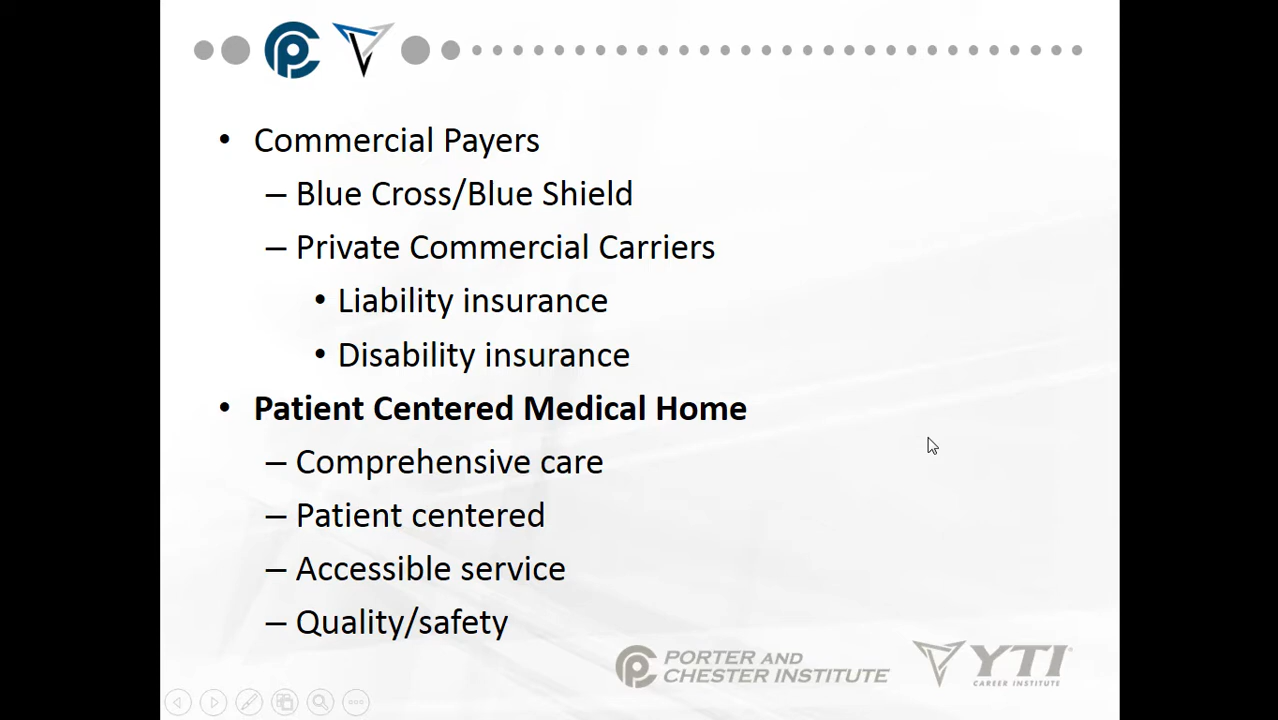 • Commercial Payers
– Blue Cross/Blue Shield
– Private Commercial Carriers
• Liability insurance
• Disability insurance
• Patient Centered Medical Home
– Comprehensive care
– Patient centered
– Accessible service
– Quality/safety
PORTER AND
CHESTER INSTITUTE
YTI®
CAREER INSTITUTE